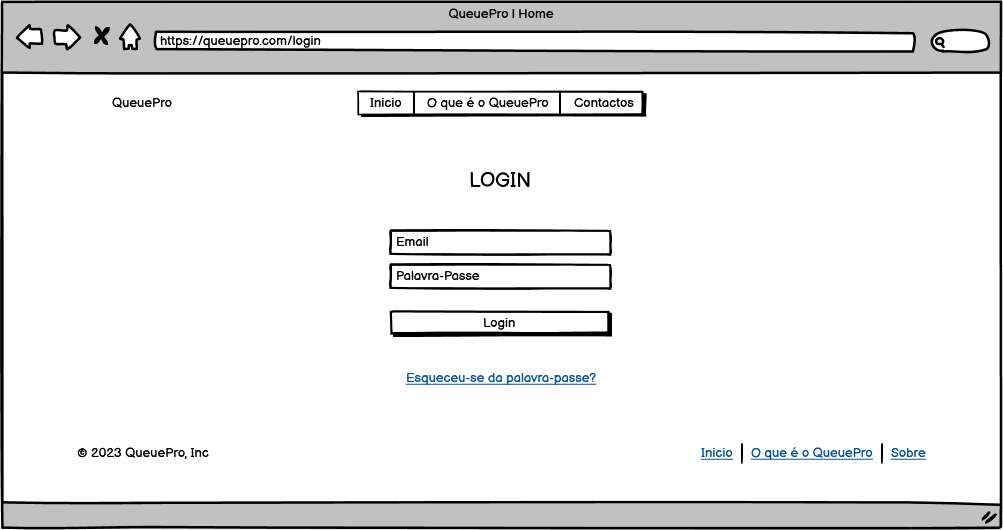 QueuePro | Home
https://queuepro.com/login
QueuePro
Inicio
O que é o QueuePro
Contactos
LOGIN
Email
Palavra-Passe
Login
Esqueceu-se da palavra-passe?
© 2023 QueuePro, Inc
Inicio | O que é o QueuePro | Sobre